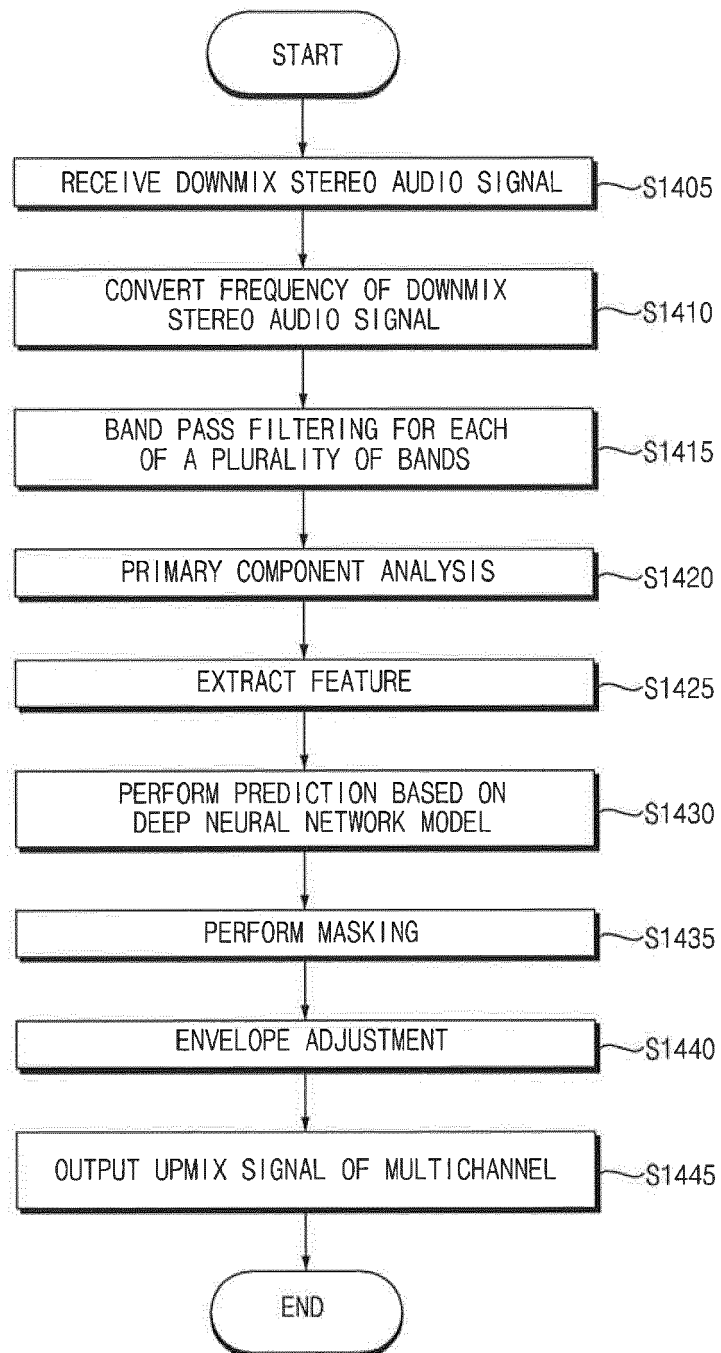 START
RECEIVE DOWNMIX STEREO AUDIO SIGNAL
S1405
CONVERT FREQUENCY OF DOWNMIX
STEREO AUDIO SIGNAL
S1410
BAND PASS FILTERING FOR EACH
OF A PLURALITY OF BANDS
S1415
PRIMARY COMPONENT ANALYSIS
S1420
EXTRACT FEATURE
S1425
PERFORM PREDICTION BASED ON
DEEP NEURAL NETWORK MODEL
S1430
PERFORM MASKING
S1435
ENVELOPE ADJUSTMENT
S1440
OUTPUT UPMIX SIGNAL OF MULTICHANNEL
S1445
END